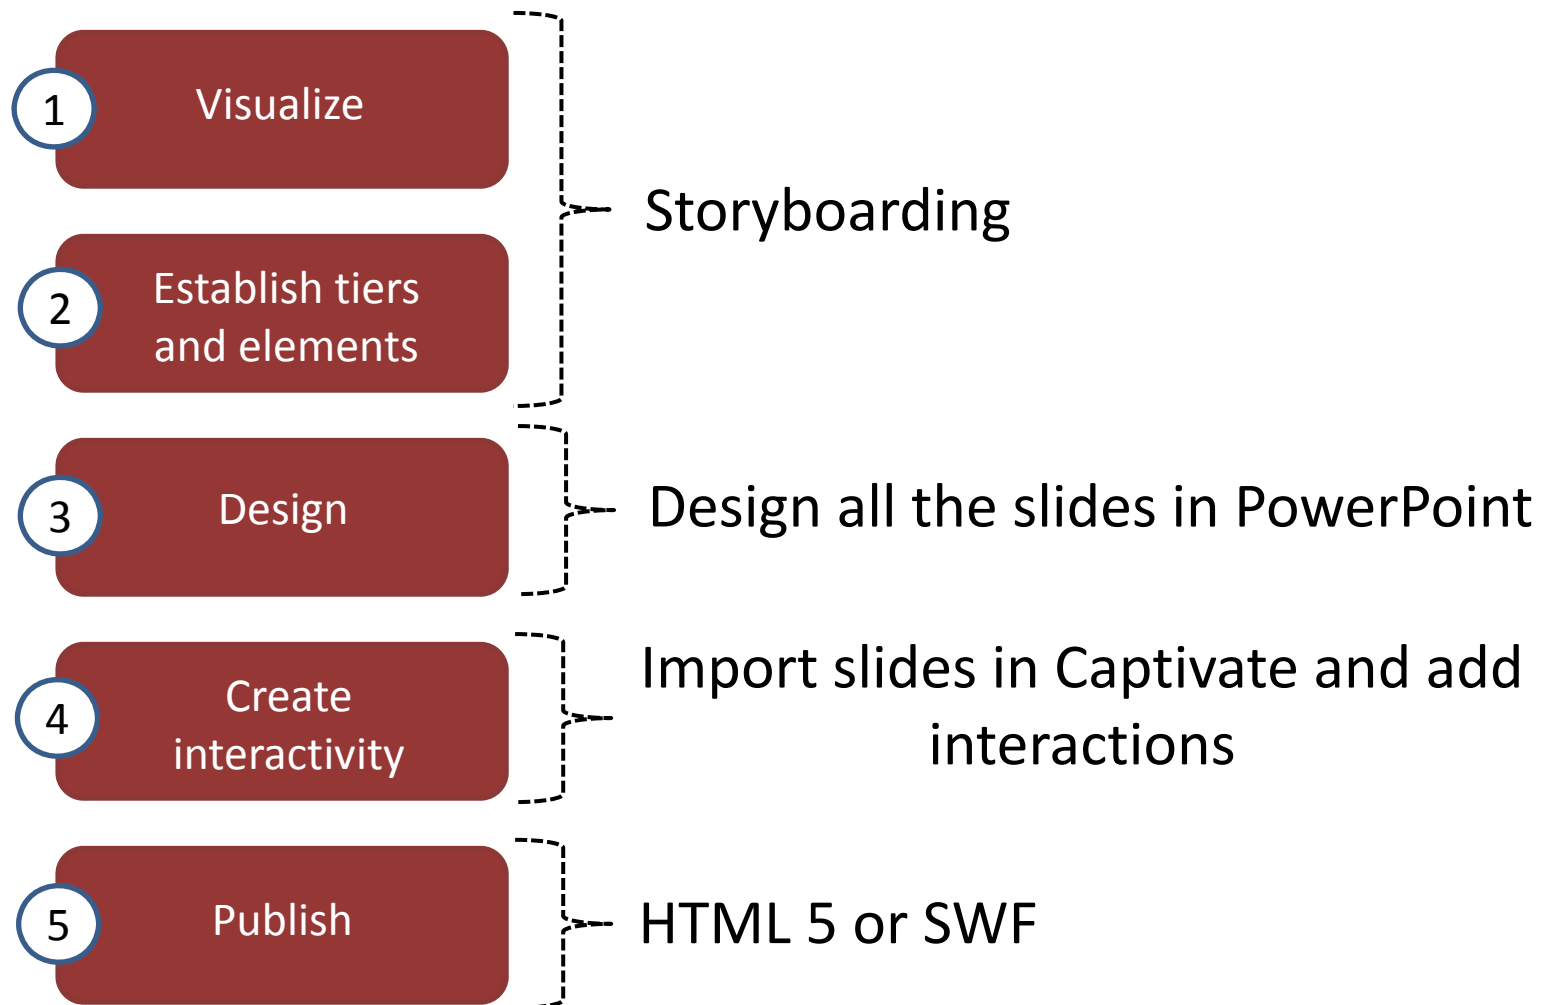 1
Visualize
2
Establish tiers
and elements
Storyboarding
3
Design
Design all the slides in PowerPoint
4
Create
interactivity
Import slides in Captivate and add
interactions
5
Publish
HTML 5 or SWF